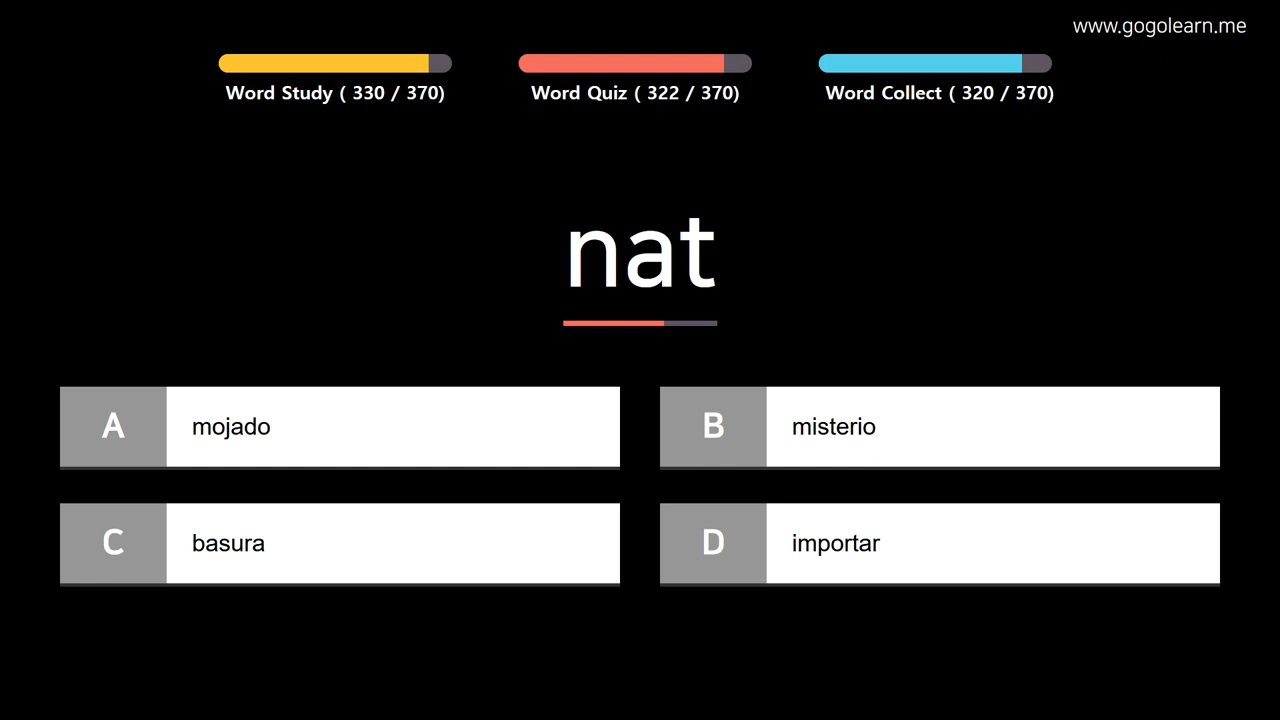 www.gogolearn.me
Word Study ( 330 / 370)
Word Quiz ( 322 / 370)
Word Collect ( 320 / 370)
nat
A mojado
B misterio
C basura
D importar